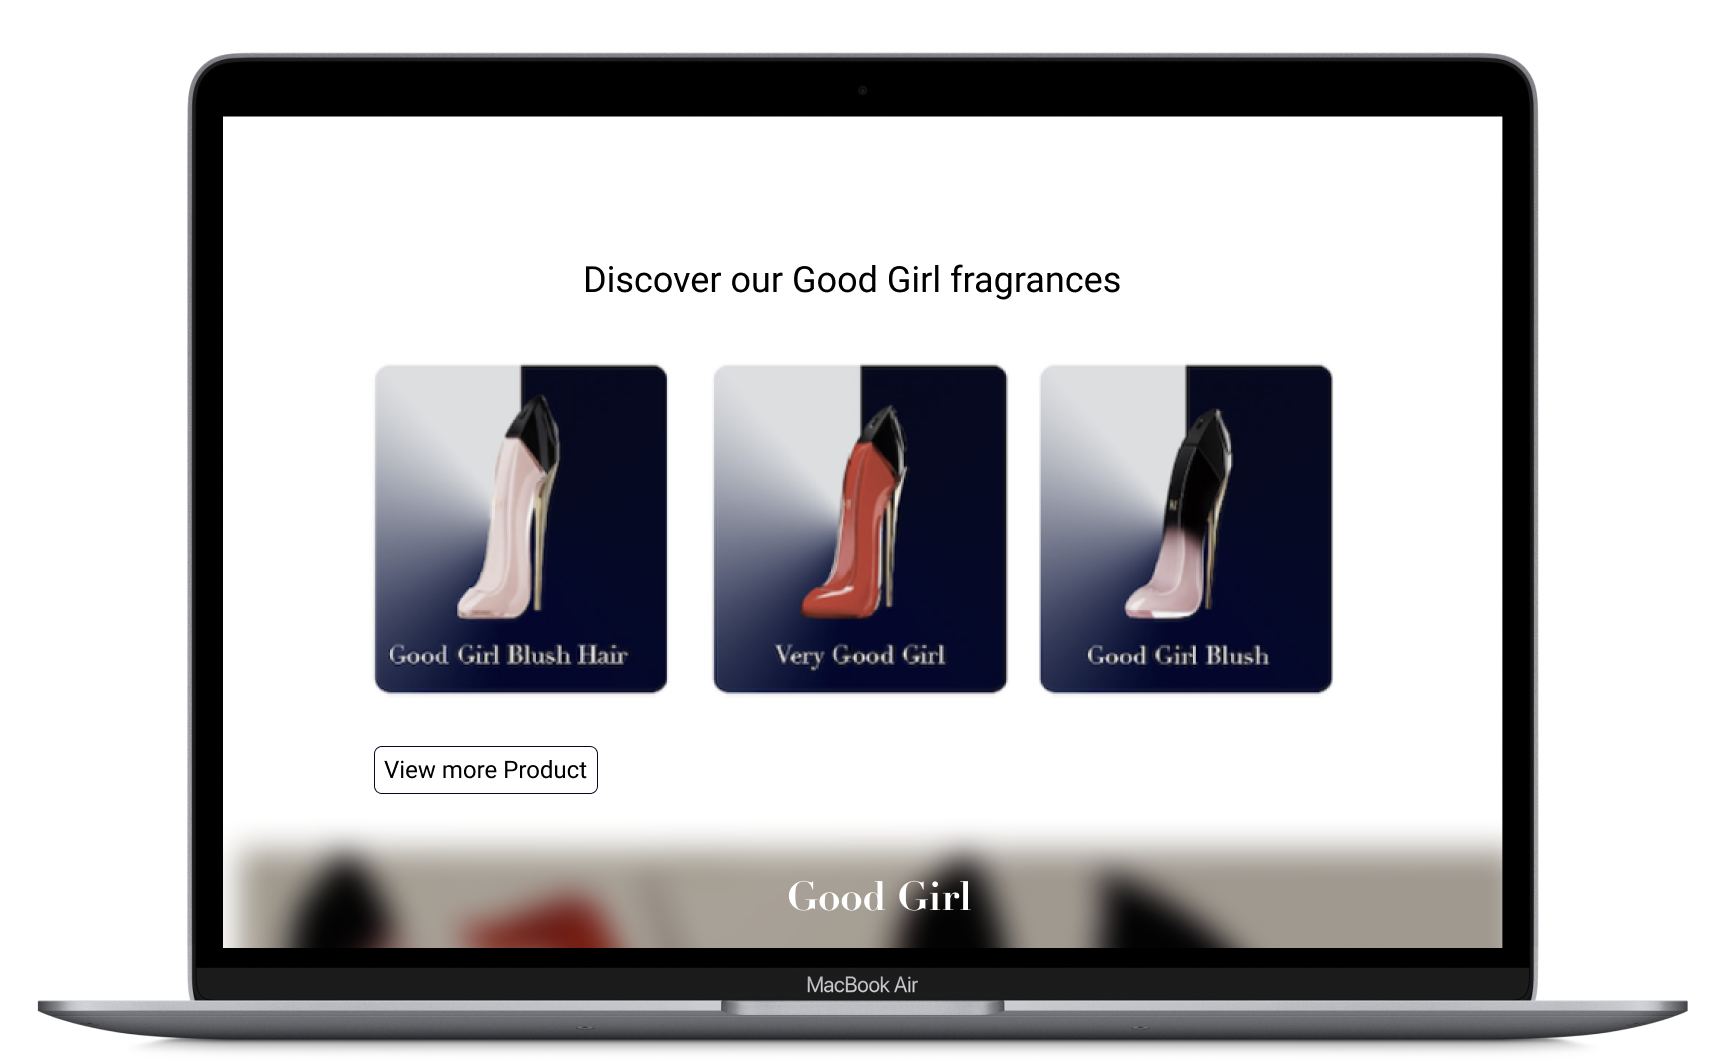 Discover our Good Girl fragrances
Good Girl Blush Hair
Very Good Girl
Good Girl Blush
View more Product
Good Girl
MacBook Air